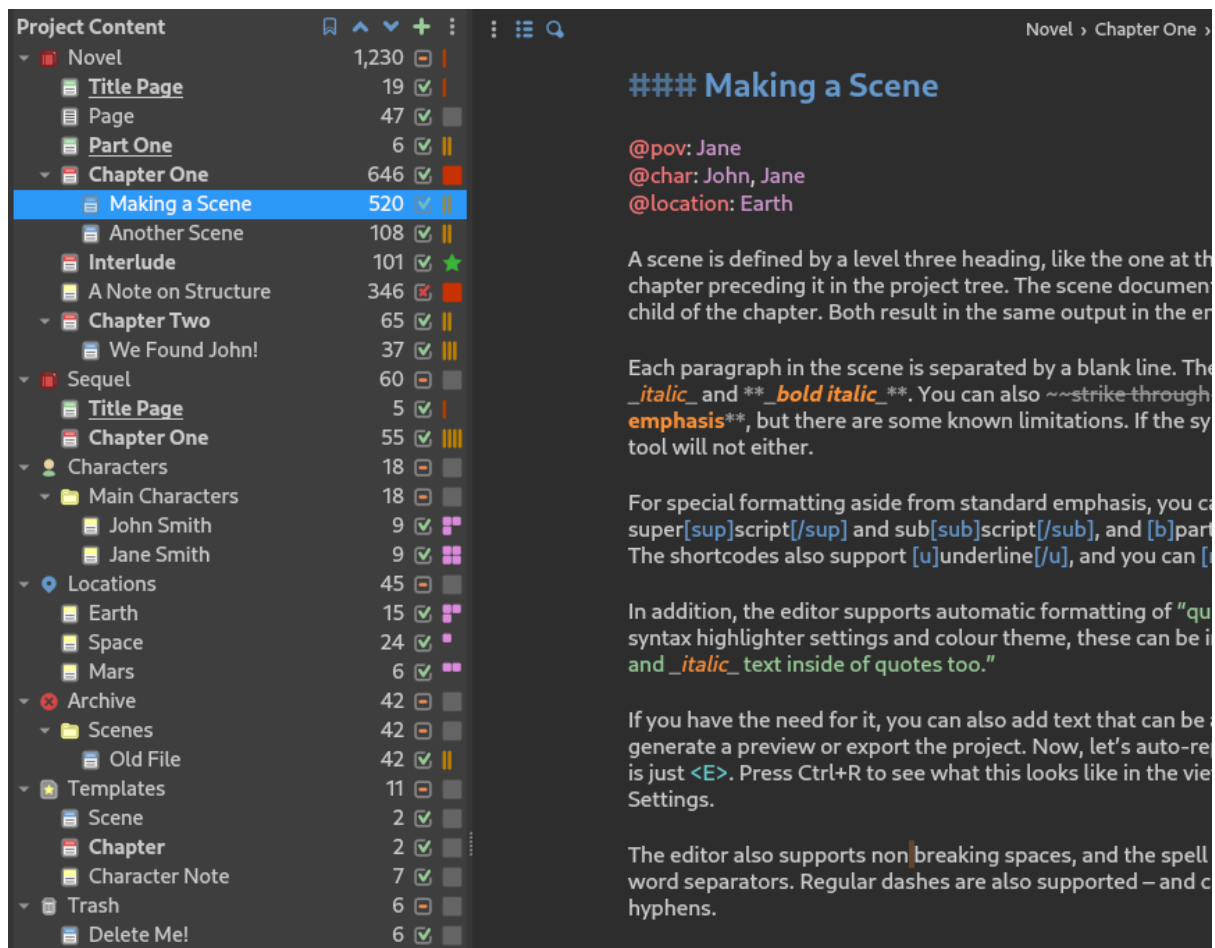 Project Content
Novel 1,230
Title Page 19
Page 47
Part One 6
Chapter One 646
Making a Scene 520
Another Scene 108
Interlude 101
A Note on Structure 346
Chapter Two 65
We Found John! 37
Sequel 60
Title Page 5
Chapter One 55
Characters 18
Main Characters 18
John Smith 9
Jane Smith 9
Locations 45
Earth 15
Space 24
Mars 6
Archive 42
Scenes 42
Old File 42
Templates 11
Scene 2
Chapter 2
Character Note 7
Trash 6
Delete Me! 6
Novel › Chapter One ›
### Making a Scene
@pov: Jane
@char: John, Jane
@location: Earth
A scene is defined by a level three heading, like the one at th
chapter preceding it in the project tree. The scene document
child of the chapter. Both result in the same output in the en
Each paragraph in the scene is separated by a blank line. The
_italic_ and **_bold italic_**. You can also ~~strike through
emphasis**, but there are some known limitations. If the sy
tool will not either.
For special formatting aside from standard emphasis, you ca
super[sup]script[/sup] and sub[sub]script[/sub], and [b]part
The shortcodes also support [u]underline[/u], and you can [
In addition, the editor supports automatic formatting of “qu
syntax highlighter settings and colour theme, these can be i
and _italic_ text inside of quotes too.”
If you have the need for it, you can also add text that can be a
generate a preview or export the project. Now, let’s auto-rep
is just <E>. Press Ctrl+R to see what this looks like in the vie
Settings.
The editor also supports non breaking spaces, and the spell
word separators. Regular dashes are also supported – and c
hyphens.